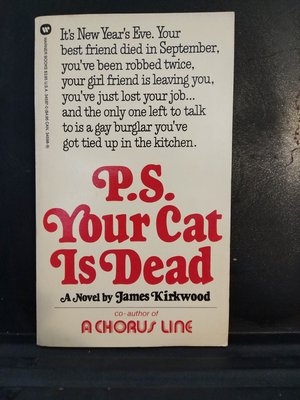 It's New Year's Eve. Your
best friend died in September,
you've been robbed twice,
your girl friend is leaving you,
you've just lost your job...
and the only one left to talk
to is a gay burglar you've
got tied up in the kitchen.
P.S.
Your Cat
Is Dead
A Novel by James Kirkwood
co-author of
A CHORUS LINE